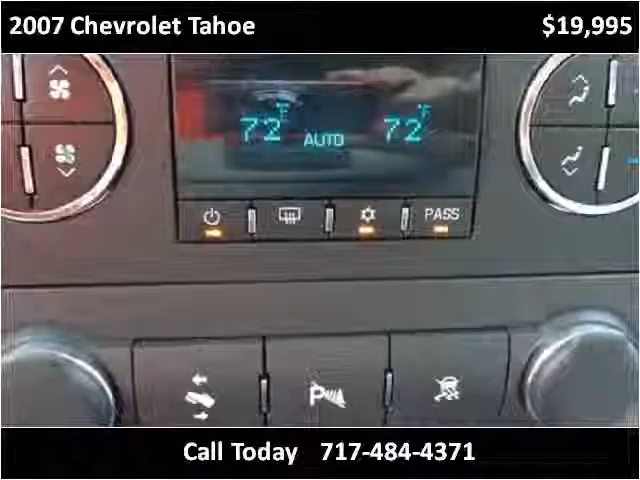 2007 Chevrolet Tahoe $19,995
72°F AUTO 72°F
PASS
P
Call Today 717-484-4371